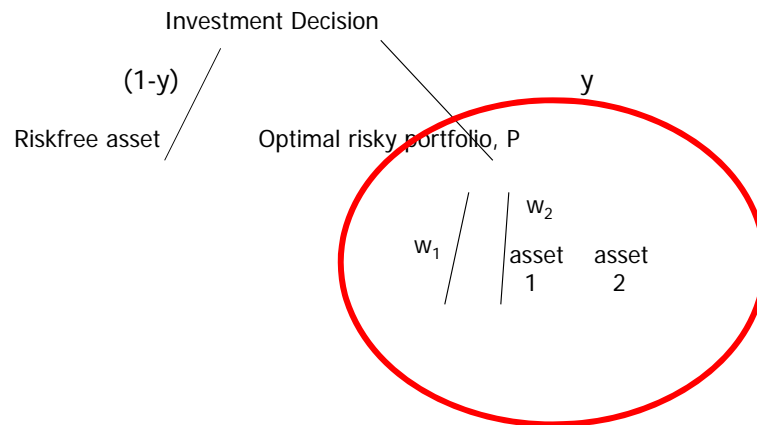 Investment Decision
(1-y)
y
Riskfree asset
Optimal risky portfolio, P
w₂
w₁
asset
1
asset
2